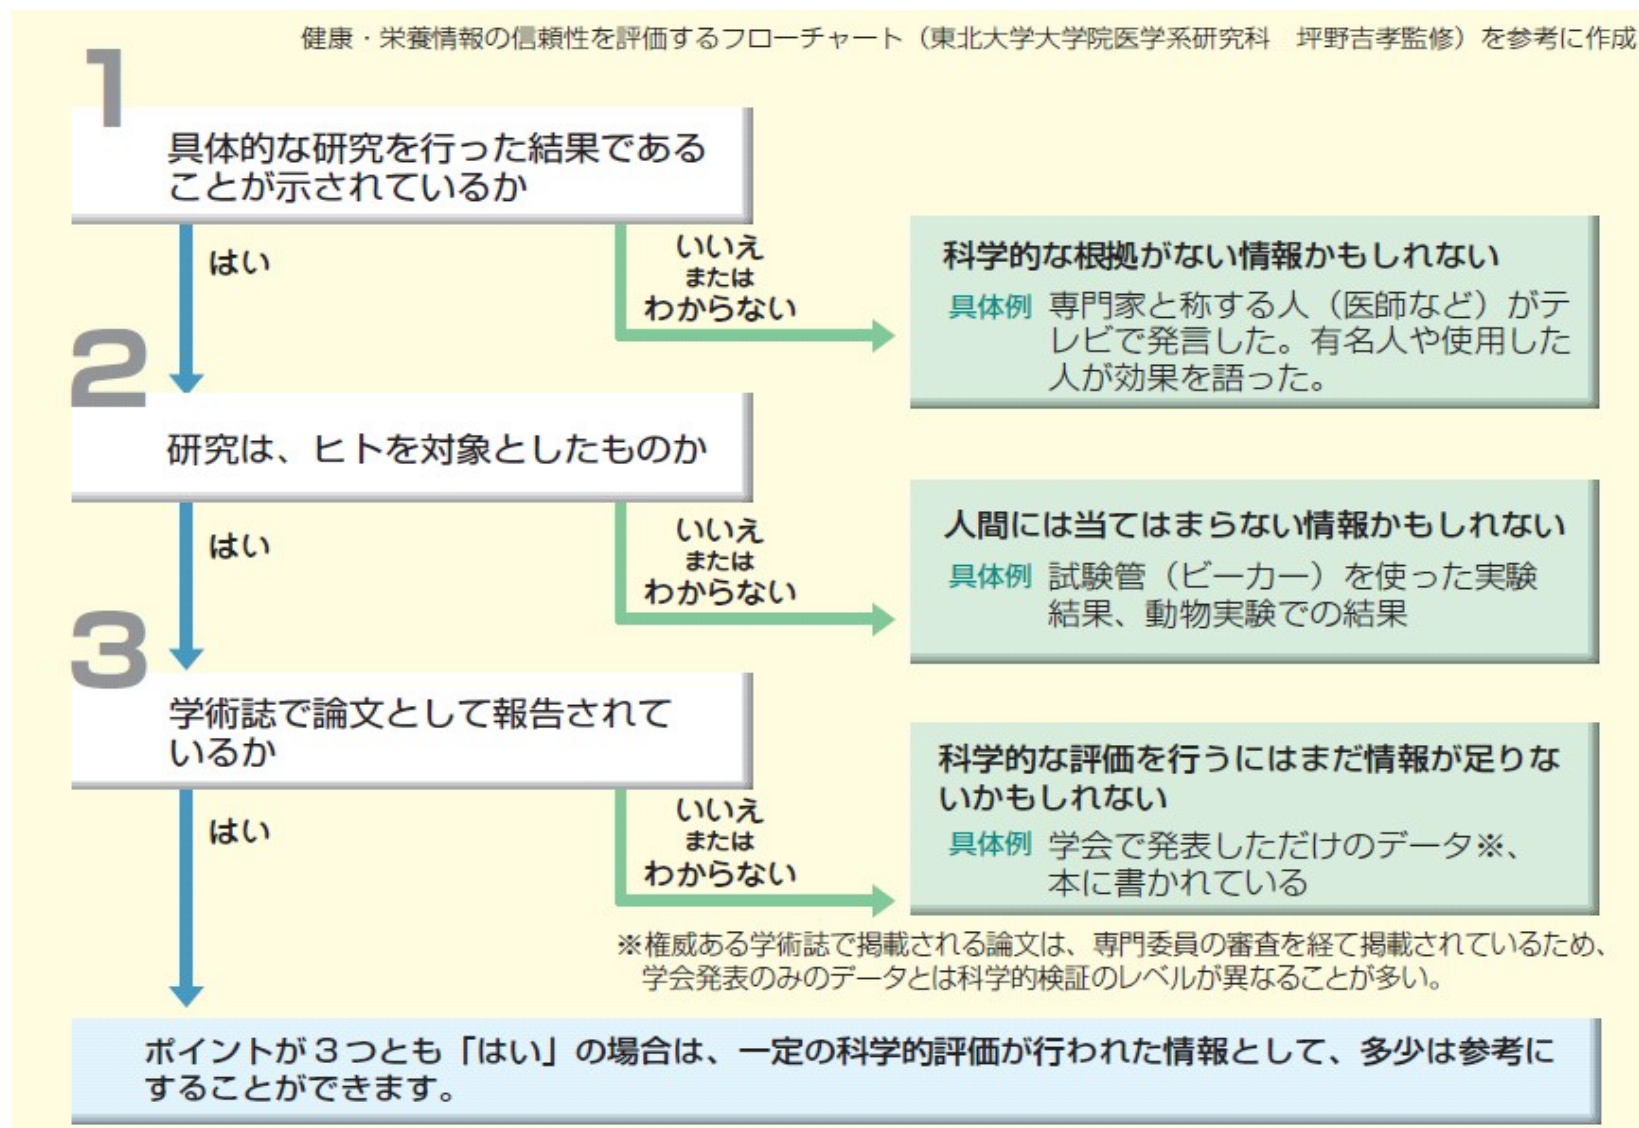 健康・栄養情報の信頼性を評価するフローチャート（東北大学大学院医学系研究科　坪野吉孝監修）を参考に作成
1
具体的な研究を行った結果である
ことが示されているか
はい
いいえ
または
わからない
科学的な根拠がない情報かもしれない
具体例 専門家と称する人（医師など）がテ
レビで発言した。有名人や使用した
人が効果を語った。
2
研究は、ヒトを対象としたものか
はい
いいえ
または
わからない
人間には当てはまらない情報かもしれない
具体例 試験管（ビーカー）を使った実験
結果、動物実験での結果
3
学術誌で論文として報告されて
いるか
はい
いいえ
または
わからない
科学的な評価を行うにはまだ情報が足りな
いかもしれない
具体例 学会で発表しただけのデータ※、
本に書かれている
※権威ある学術誌で掲載される論文は、専門委員の審査を経て掲載されているため、
学会発表のみのデータとは科学的検証のレベルが異なることが多い。
ポイントが３つとも「はい」の場合は、一定の科学的評価が行われた情報として、多少は参考に
することができます。